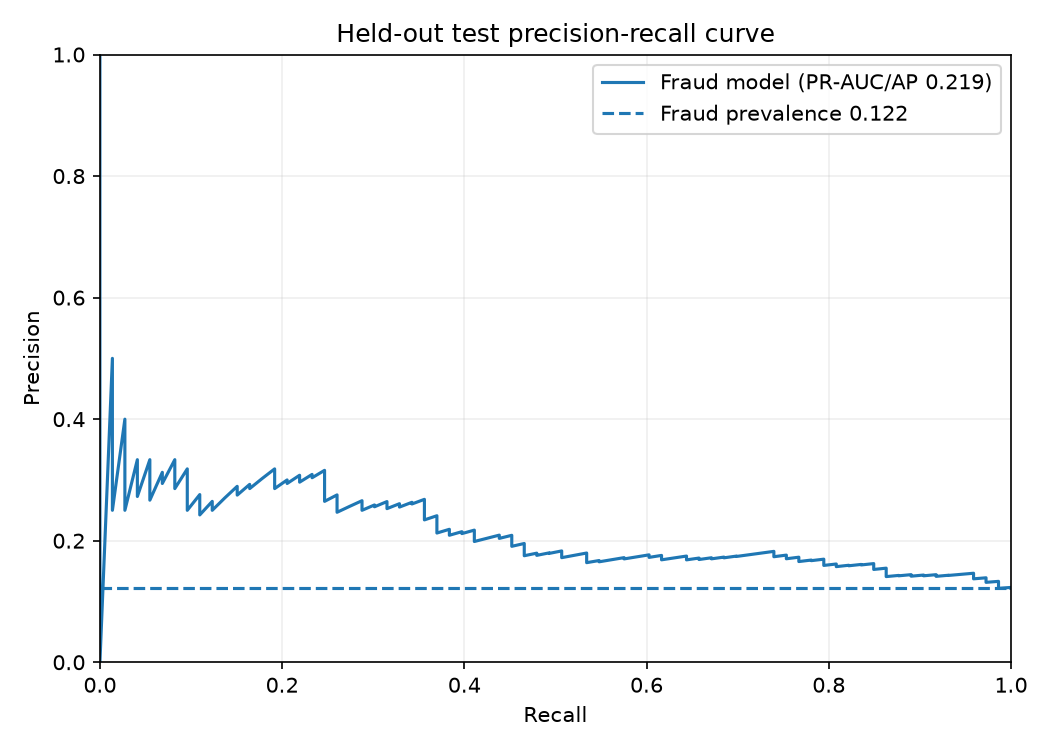 Held-out test precision-recall curve
Fraud model (PR-AUC/AP 0.219)
Fraud prevalence 0.122
Precision
1.0
0.8
0.6
0.4
0.2
0.0
0.0 0.2 0.4 0.6 0.8 1.0
Recall